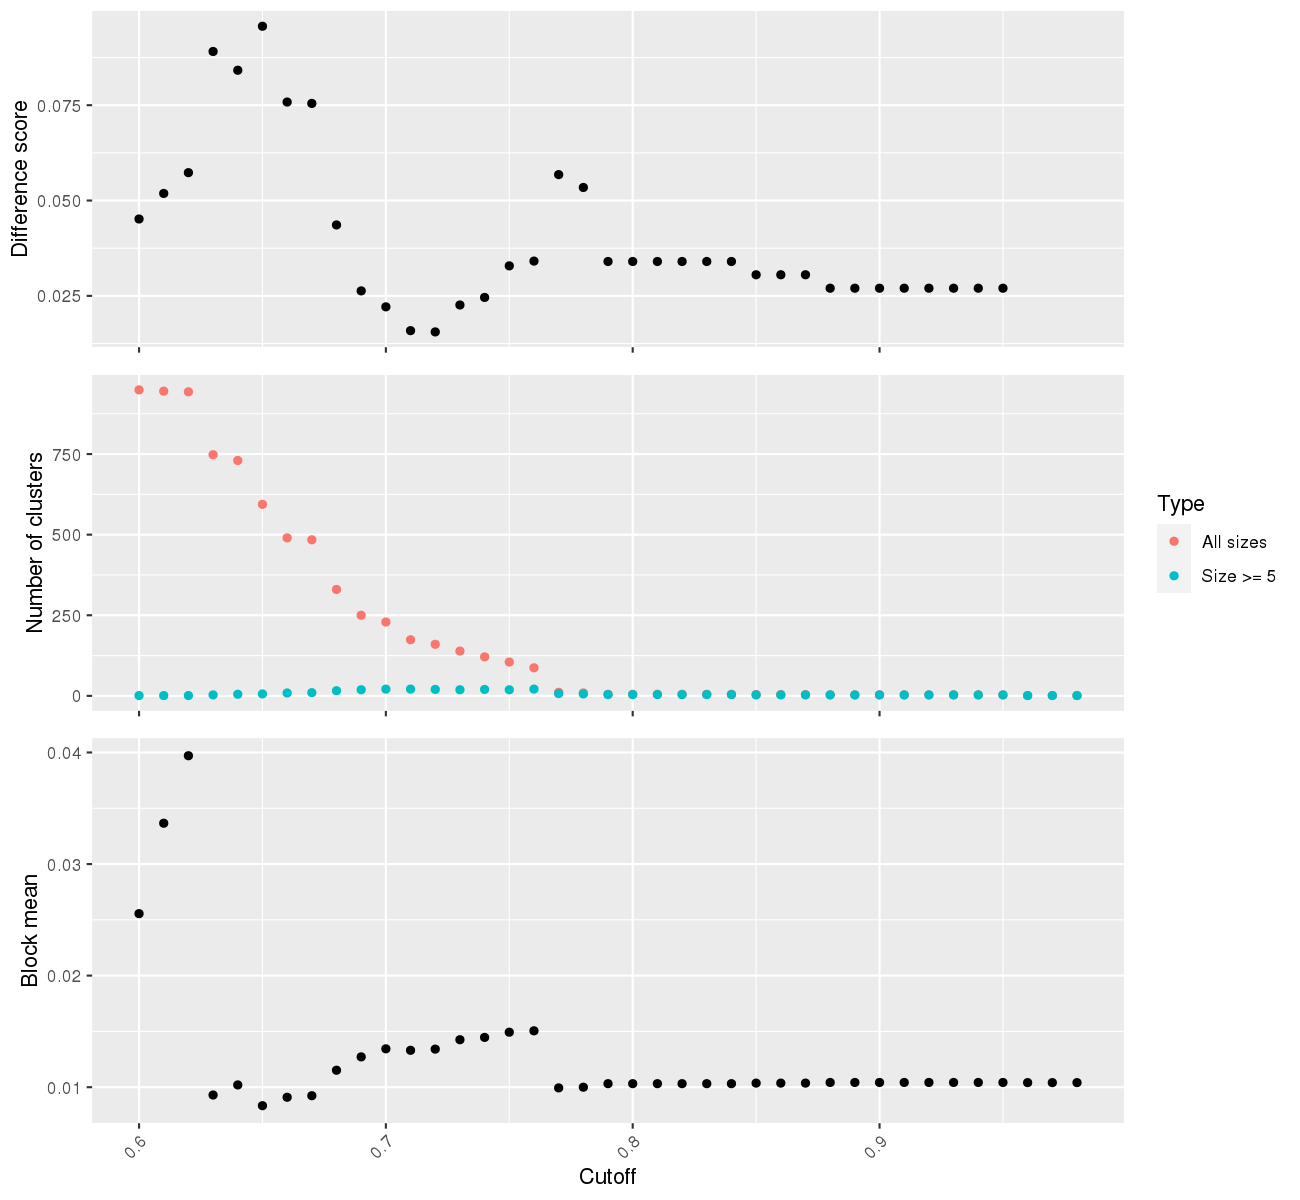 Difference score
0.075
0.050
0.025
Number of clusters
750
500
250
0
Type
All sizes
Size >= 5
Block mean
0.04
0.03
0.02
0.01
0.6
0.7
0.8
0.9
Cutoff